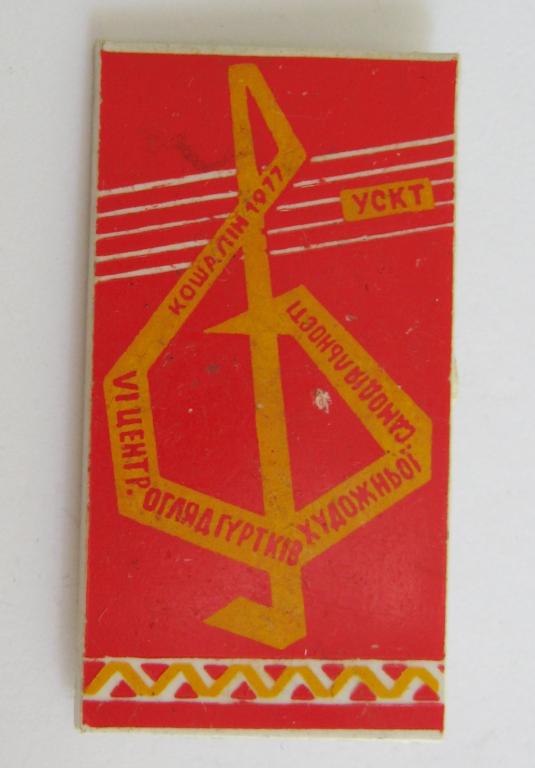 УСКТ
КОШАЛІН 1977
VI ЦЕНТР.
ОГЛЯД ГУРТКІВ
ХУДОЖНЬОЇ
САМОДІЯЛЬНОСТІ